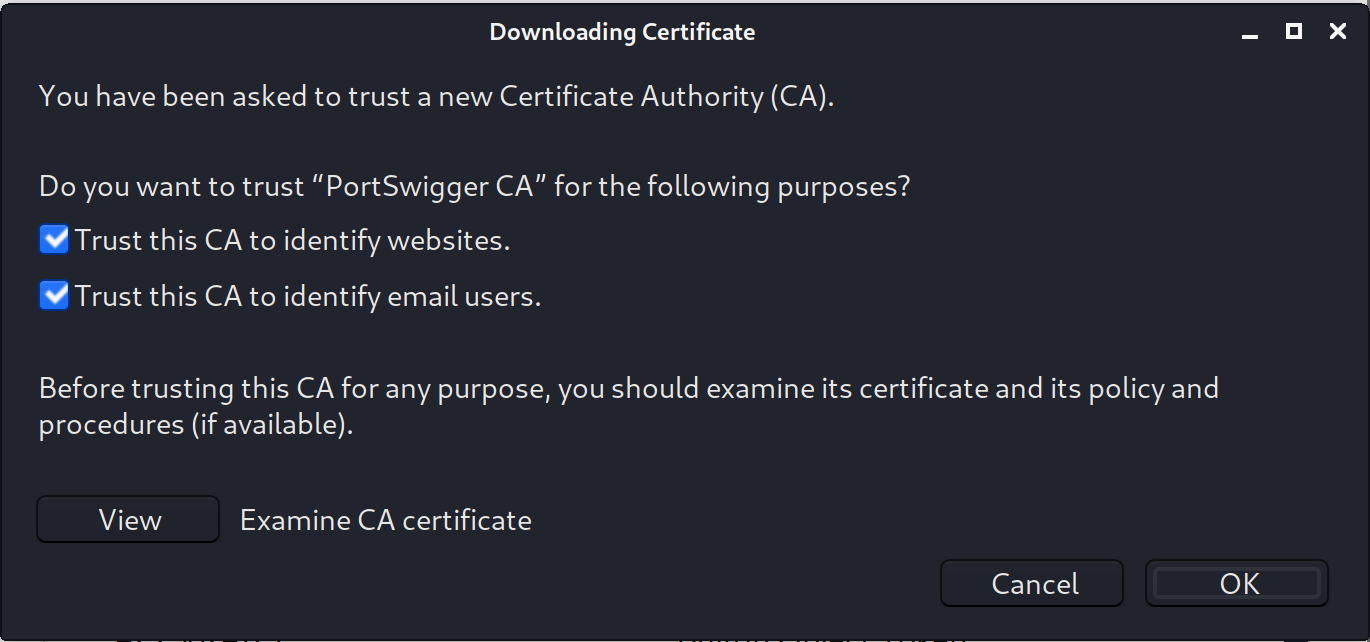 Downloading Certificate
You have been asked to trust a new Certificate Authority (CA).
Do you want to trust “PortSwigger CA” for the following purposes?
Trust this CA to identify websites.
Trust this CA to identify email users.
Before trusting this CA for any purpose, you should examine its certificate and its policy and
procedures (if available).
View Examine CA certificate
Cancel OK